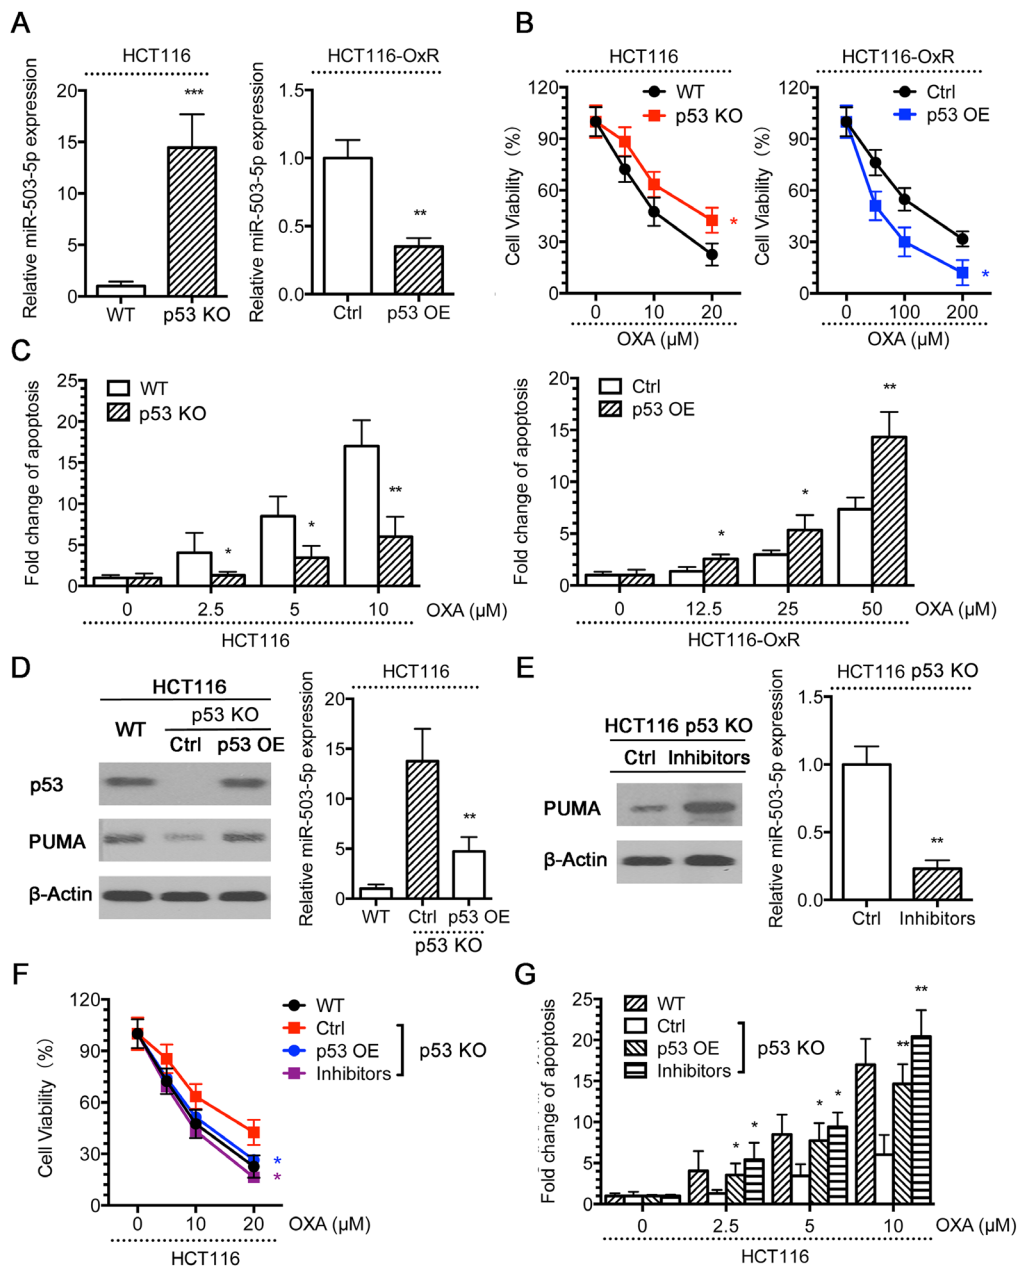 A
HCT116
Relative miR-503-5p expression
20
15
10
5
0
***
WT
p53 KO
HCT116-OxR
Relative miR-503-5p expression
1.5
1.0
0.5
0.0
**
Ctrl
p53 OE
B
HCT116
Cell Viability (%)
120
90
60
30
0
WT
p53 KO
*
0
10
20
OXA (μM)
HCT116-OxR
Cell Viability (%)
120
90
60
30
0
Ctrl
p53 OE
*
0
100
200
OXA (μM)
C
Fold change of apoptosis
25
20
15
10
5
0
WT
p53 KO
*
*
**
0
2.5
5
10
OXA (μM)
HCT116
Fold change of apoptosis
20
15
10
5
0
Ctrl
p53 OE
*
*
**
0
12.5
25
50
OXA (μM)
HCT116-OxR
D
HCT116
WT
p53 KO
Ctrl
p53 OE
p53
PUMA
β-Actin
HCT116
Relative miR-503-5p expression
20
15
10
5
0
**
WT
Ctrl
p53 OE
p53 KO
E
HCT116 p53 KO
Ctrl
Inhibitors
PUMA
β-Actin
HCT116 p53 KO
Relative miR-503-5p expression
1.5
1.0
0.5
0.0
**
Ctrl
Inhibitors
F
Cell Viability (%)
120
90
60
30
0
WT
Ctrl
p53 OE
Inhibitors
p53 KO
*
*
0
10
20
OXA (μM)
HCT116
G
Fold change of apoptosis
25
20
15
10
5
0
WT
Ctrl
p53 OE
Inhibitors
p53 KO
*
*
*
*
**
**
0
2.5
5
10
OXA (μM)
HCT116